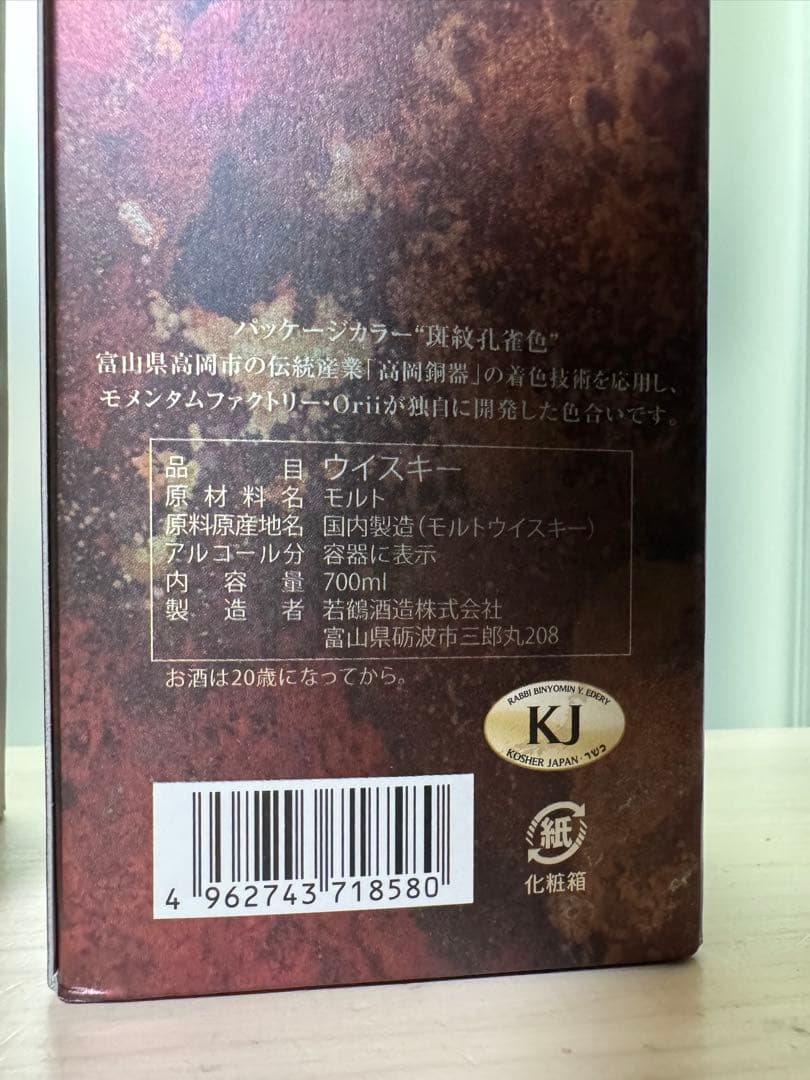 パッケージカラー“斑紋孔雀色”
富山県高岡市の伝統産業「高岡銅器」の着色技術を応用し、
モメンタムファクトリー・Oriiが独自に開発した色合いです。
品目 ウイスキー
原材料名 モルト
原料原産地名 国内製造（モルトウイスキー）
アルコール分 容器に表示
内容量 700ml
製造者 若鶴酒造株式会社
富山県砺波市三郎丸208
お酒は20歳になってから。
RABBI BINYOMIN Y. EDERY
KJ
KOSHER JAPAN・כשר
紙
化粧箱
4 962743 718580